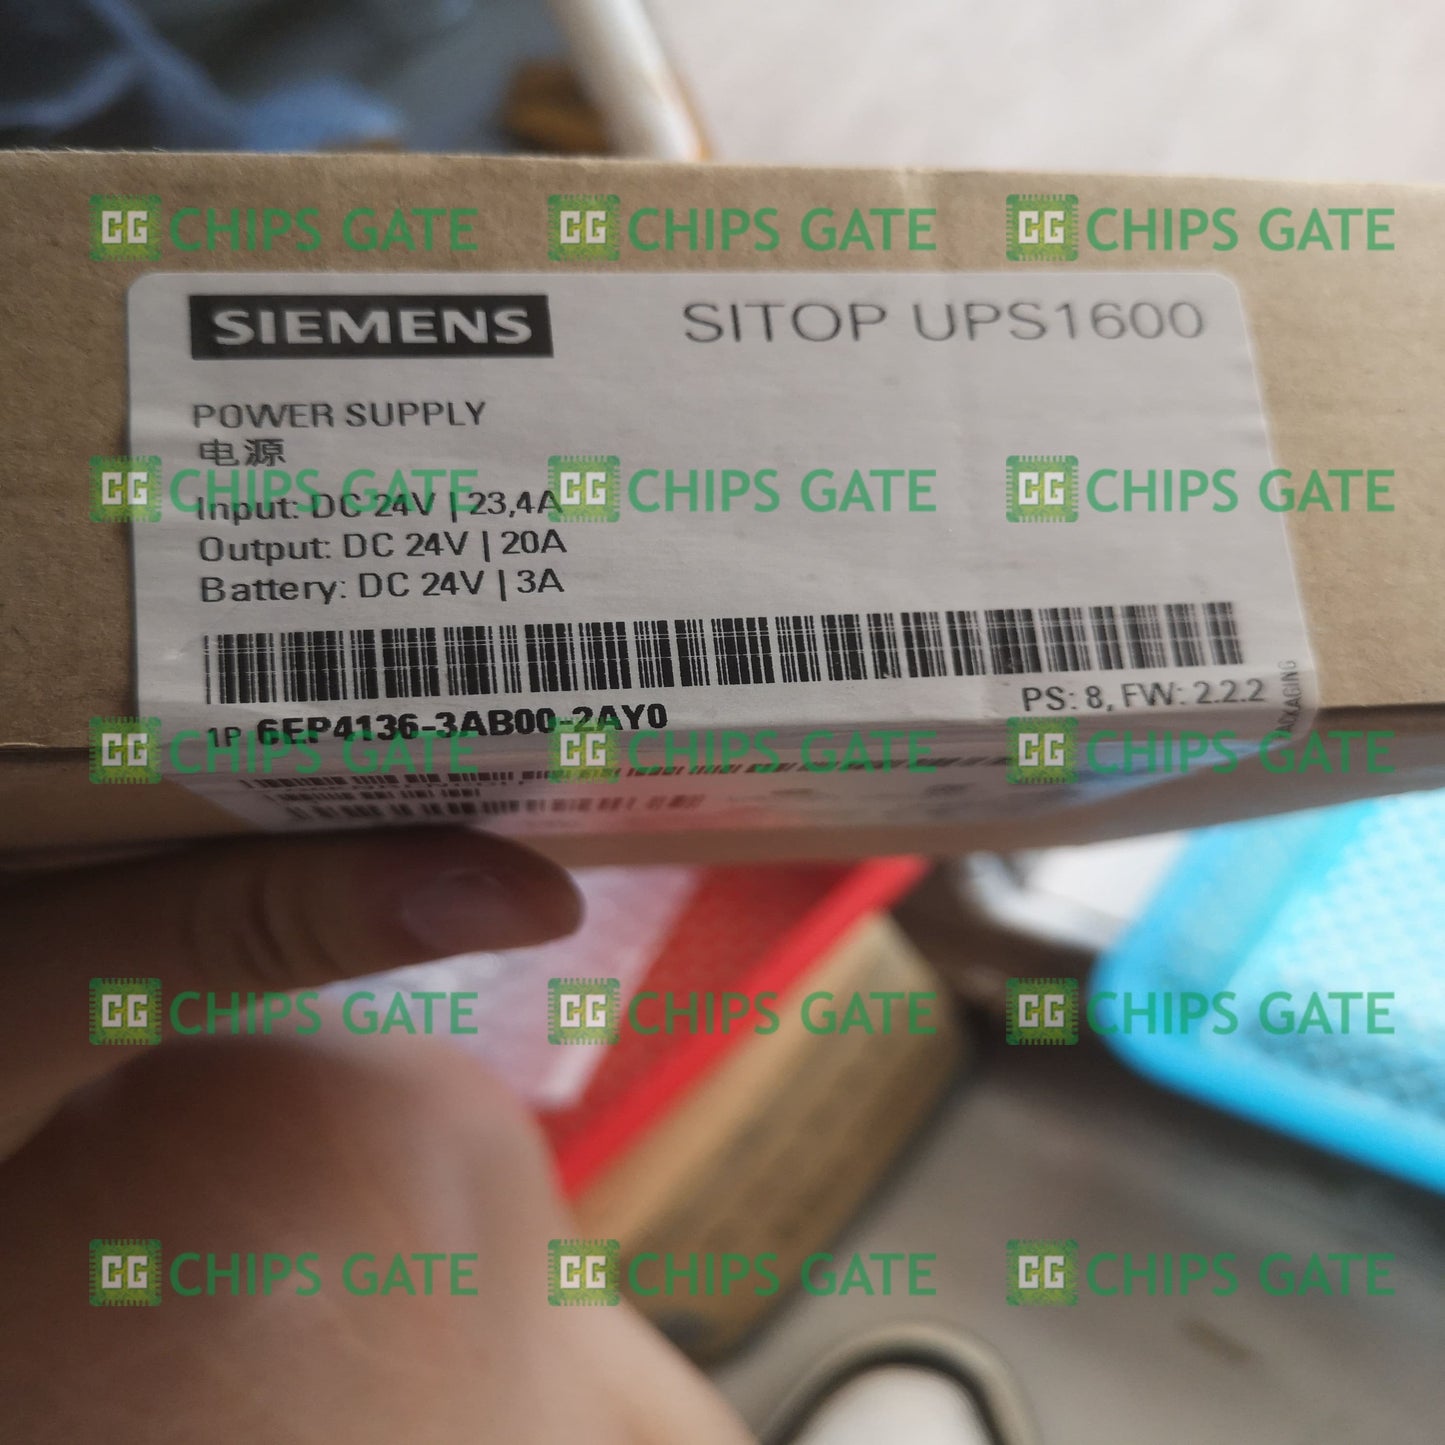 CG CHIPS GATE CG CHIPS GATE CG CHIPS GATE
SIEMENS SITOP UPS1600
POWER SUPPLY
电源
CG CHIPS GATE CG CHIPS GATE CG CHIPS GATE
Input: DC 24V | 23,4A
Output: DC 24V | 20A
Battery: DC 24V | 3A
PS: 8, FW: 2.2.2
PACKAGING
1P 6EP4136-3AB00-2AY0
CG CHIPS GATE CG CHIPS GATE CG CHIPS GATE
CG CHIPS GATE CG CHIPS GATE CG CHIPS GATE
CG CHIPS GATE CG CHIPS GATE CG CHIPS GATE